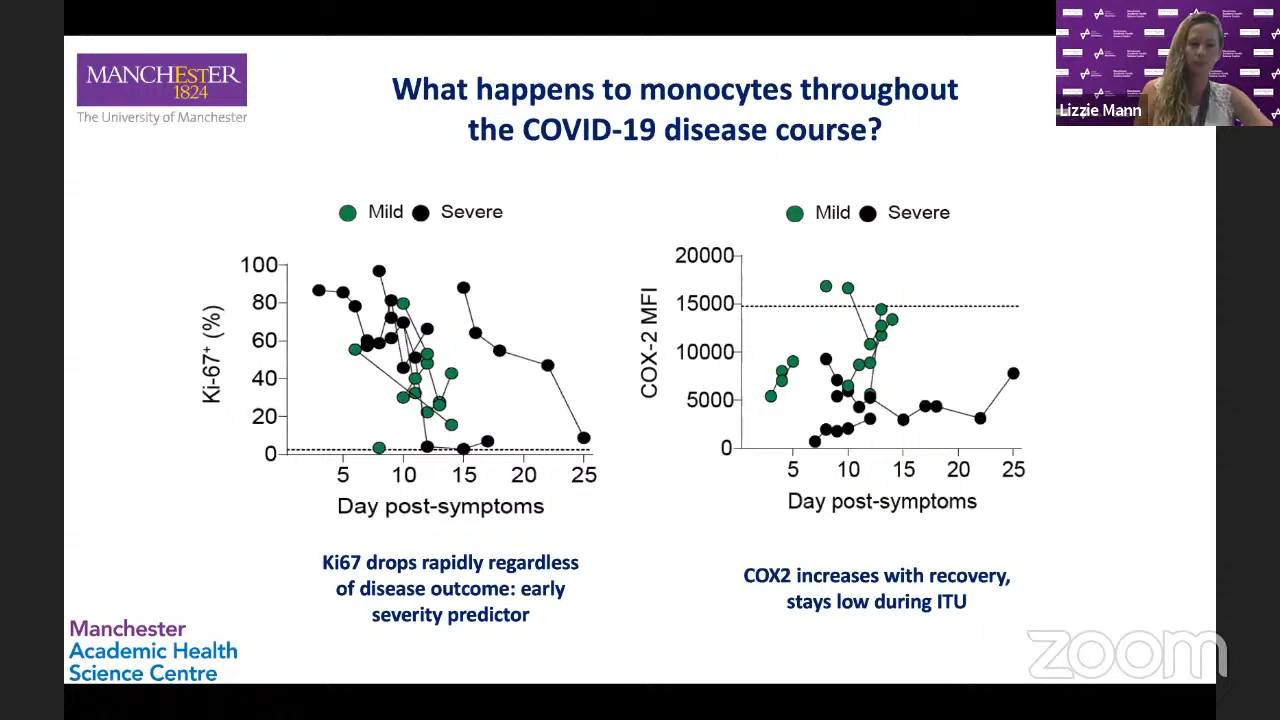 MANCHESTER
1824
The University of Manchester
What happens to monocytes throughout
the COVID-19 disease course?
Lizzie Mann
Mild Severe
100
80
60
40
20
0
Ki-67⁺ (%)
5 10 15 20 25
Day post-symptoms
Mild Severe
20000
15000
10000
5000
0
COX-2 MFI
5 10 15 20 25
Day post-symptoms
Ki67 drops rapidly regardless
of disease outcome: early
severity predictor
COX2 increases with recovery,
stays low during ITU
Manchester
Academic Health
Science Centre
zoom